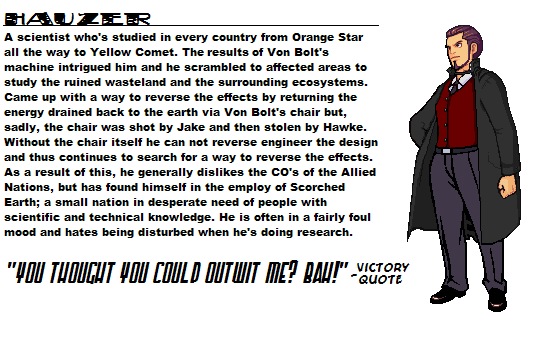 HAUZER
A scientist who's studied in every country from Orange Star
all the way to Yellow Comet. The results of Von Bolt's
machine intrigued him and he scrambled to affected areas to
study the ruined wasteland and the surrounding ecosystems.
Came up with a way to reverse the effects by returning the
energy drained back to the earth via Von Bolt's chair but,
sadly, the chair was shot by Jake and then stolen by Hawke.
Without the chair itself he can not reverse engineer the design
and thus continues to search for a way to reverse the effects.
As a result of this, he generally dislikes the CO's of the Allied
Nations, but has found himself in the employ of Scorched
Earth; a small nation in desperate need of people with
scientific and technical knowledge. He is often in a fairly foul
mood and hates being disturbed when he's doing research.
"YOU THOUGHT YOU COULD OUTWIT ME? BAH!" -VICTORY
QUOTE